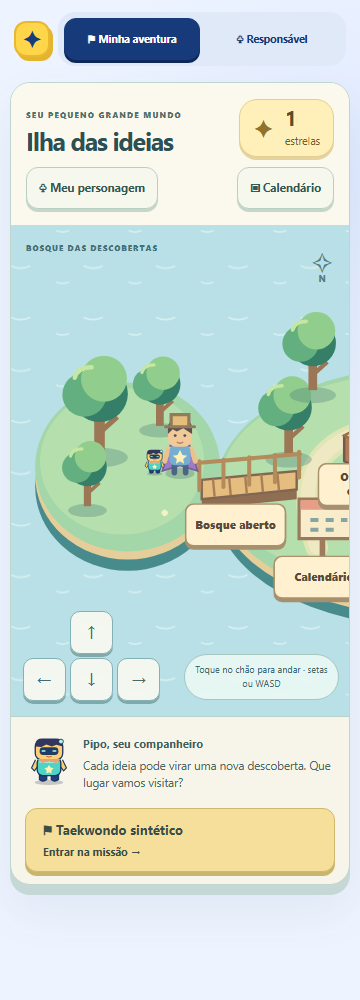 Minha aventura
Responsável
SEU PEQUENO GRANDE MUNDO
Ilha das ideias
1
estrelas
Meu personagem
Calendário
BOSQUE DAS DESCOBERTAS
N
Bosque aberto
Calendário
↑
← ↓ →
Toque no chão para andar · setas
ou WASD
Pipo, seu companheiro
Cada ideia pode virar uma nova descoberta. Que
lugar vamos visitar?
Taekwondo sintético
Entrar na missão →